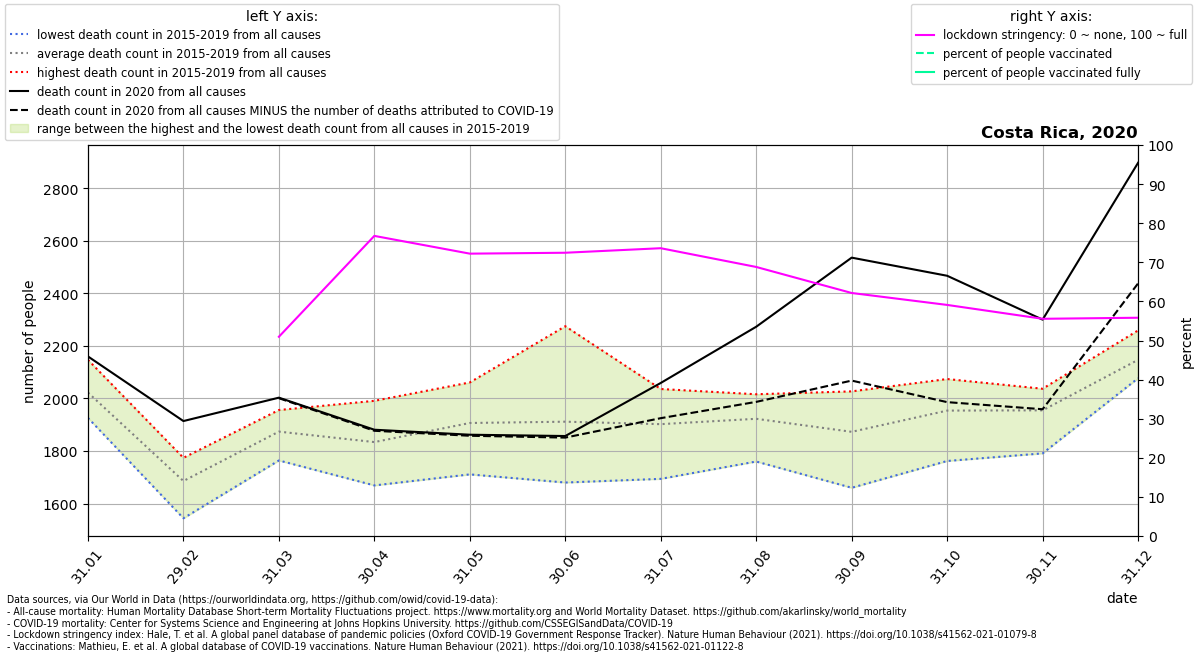 left Y axis:
lowest death count in 2015-2019 from all causes
average death count in 2015-2019 from all causes
highest death count in 2015-2019 from all causes
death count in 2020 from all causes
death count in 2020 from all causes MINUS the number of deaths attributed to COVID-19
range between the highest and the lowest death count from all causes in 2015-2019
right Y axis:
lockdown stringency: 0 ~ none, 100 ~ full
percent of people vaccinated
percent of people vaccinated fully
Costa Rica, 2020
number of people
2800
2600
2400
2200
2000
1800
1600
100
90
80
70
60
50
40
30
20
10
0
percent
31.01
29.02
31.03
30.04
31.05
30.06
31.07
31.08
30.09
31.10
30.11
31.12
date
Data sources, via Our World in Data (https://ourworldindata.org, https://github.com/owid/covid-19-data):
- All-cause mortality: Human Mortality Database Short-term Mortality Fluctuations project. https://www.mortality.org and World Mortality Dataset. https://github.com/akarlinsky/world_mortality
- COVID-19 mortality: Center for Systems Science and Engineering at Johns Hopkins University. https://github.com/CSSEGISandData/COVID-19
- Lockdown stringency index: Hale, T. et al. A global panel database of pandemic policies (Oxford COVID-19 Government Response Tracker). Nature Human Behaviour (2021). https://doi.org/10.1038/s41562-021-01079-8
- Vaccinations: Mathieu, E. et al. A global database of COVID-19 vaccinations. Nature Human Behaviour (2021). https://doi.org/10.1038/s41562-021-01122-8